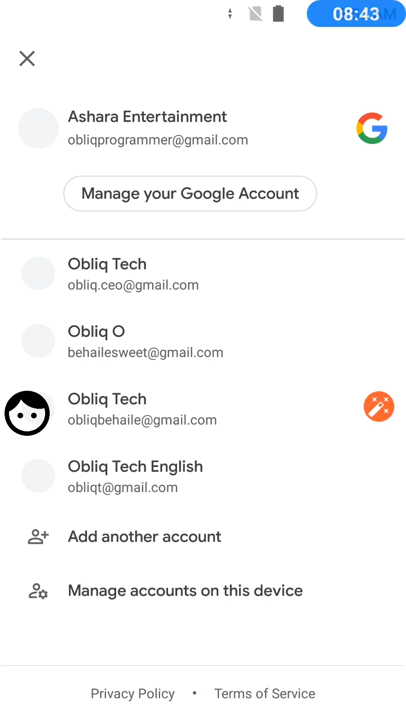 08:43
Ashara Entertainment
obliqprogrammer@gmail.com
Manage your Google Account
Obliq Tech
obliq.ceo@gmail.com
Obliq O
behailesweet@gmail.com
Obliq Tech
obliqbehaile@gmail.com
Obliq Tech English
obliqt@gmail.com
Add another account
Manage accounts on this device
Privacy Policy • Terms of Service